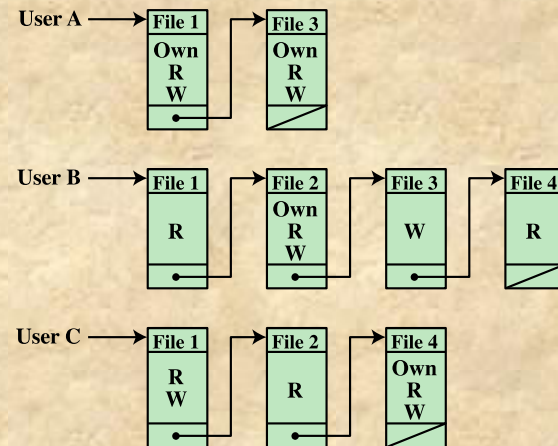 User A
File 1
Own
R
W
File 3
Own
R
W
User B
File 1
R
File 2
Own
R
W
File 3
W
File 4
R
User C
File 1
R
W
File 2
R
File 4
Own
R
W